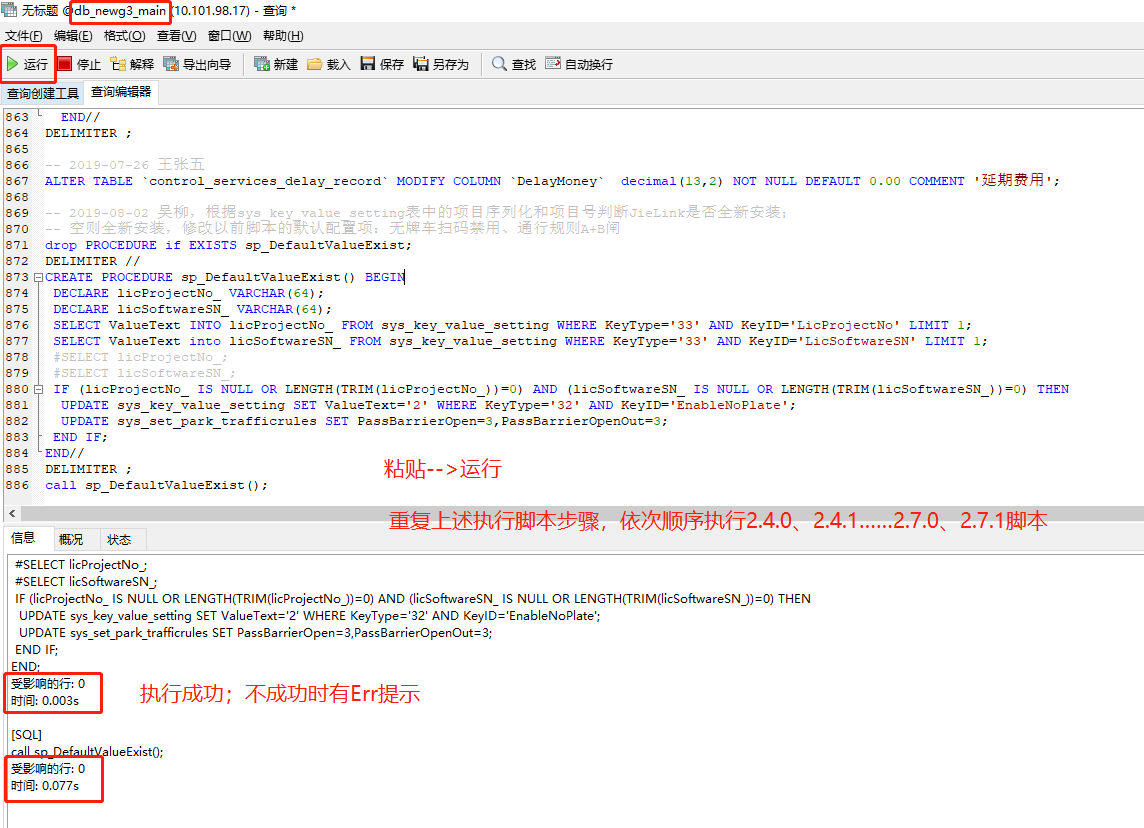 无标题 @db_newg3_main (10.101.98.17) - 查询 *
文件(F) 编辑(E) 格式(O) 查看(V) 窗口(W) 帮助(H)
运行 停止 解释 导出向导 新建 载入 保存 另存为 查找 自动换行
查询创建工具 查询编辑器
863 END//
864 DELIMITER ;
865
866 -- 2019-07-26 王张五
867 ALTER TABLE `control_services_delay_record` MODIFY COLUMN `DelayMoney`  decimal(13,2) NOT NULL DEFAULT 0.00 COMMENT '延期费用';
868
869 -- 2019-08-02 吴柳，根据sys_key_value_setting表中的项目序列化和项目号判断JieLink是否全新安装；
870 -- 空则全新安装，修改以前脚本的默认配置项：无牌车扫码禁用、通行规则A+B闸
871 drop PROCEDURE if EXISTS sp_DefaultValueExist;
872 DELIMITER //
873 CREATE PROCEDURE sp_DefaultValueExist() BEGIN
874 DECLARE licProjectNo_ VARCHAR(64);
875 DECLARE licSoftwareSN_ VARCHAR(64);
876 SELECT ValueText INTO licProjectNo_ FROM sys_key_value_setting WHERE KeyType='33' AND KeyID='LicProjectNo' LIMIT 1;
877 SELECT ValueText into licSoftwareSN_ FROM sys_key_value_setting WHERE KeyType='33' AND KeyID='LicSoftwareSN' LIMIT 1;
878 #SELECT licProjectNo_;
879 #SELECT licSoftwareSN_;
880 IF (licProjectNo_ IS NULL OR LENGTH(TRIM(licProjectNo_))=0) AND (licSoftwareSN_ IS NULL OR LENGTH(TRIM(licSoftwareSN_))=0) THEN
881 UPDATE sys_key_value_setting SET ValueText='2' WHERE KeyType='32' AND KeyID='EnableNoPlate';
882 UPDATE sys_set_park_trafficrules SET PassBarrierOpen=3,PassBarrierOpenOut=3;
883 END IF;
884 END//
885 DELIMITER ;
886 call sp_DefaultValueExist();
粘贴-->运行
重复上述执行脚本步骤，依次顺序执行2.4.0、2.4.1......2.7.0、2.7.1脚本
信息 概况 状态
#SELECT licProjectNo_;
#SELECT licSoftwareSN_;
IF (licProjectNo_ IS NULL OR LENGTH(TRIM(licProjectNo_))=0) AND (licSoftwareSN_ IS NULL OR LENGTH(TRIM(licSoftwareSN_))=0) THEN
UPDATE sys_key_value_setting SET ValueText='2' WHERE KeyType='32' AND KeyID='EnableNoPlate';
UPDATE sys_set_park_trafficrules SET PassBarrierOpen=3,PassBarrierOpenOut=3;
END IF;
END;
受影响的行: 0
时间: 0.003s
执行成功；不成功时有Err提示
[SQL]
call sp_DefaultValueExist();
受影响的行: 0
时间: 0.077s